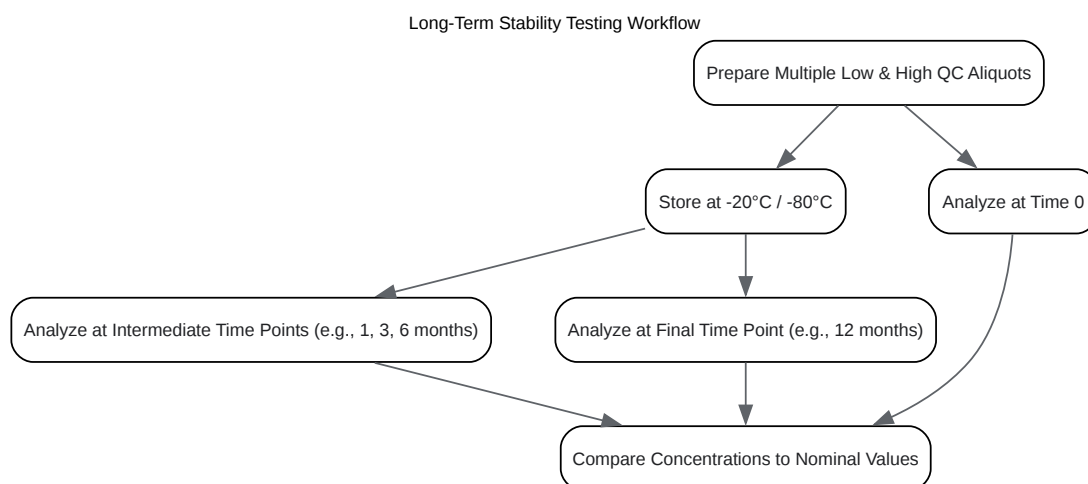 Long-Term Stability Testing Workflow
Prepare Multiple Low & High QC Aliquots
Store at -20°C / -80°C
Analyze at Time 0
Analyze at Intermediate Time Points (e.g., 1, 3, 6 months)
Analyze at Final Time Point (e.g., 12 months)
Compare Concentrations to Nominal Values